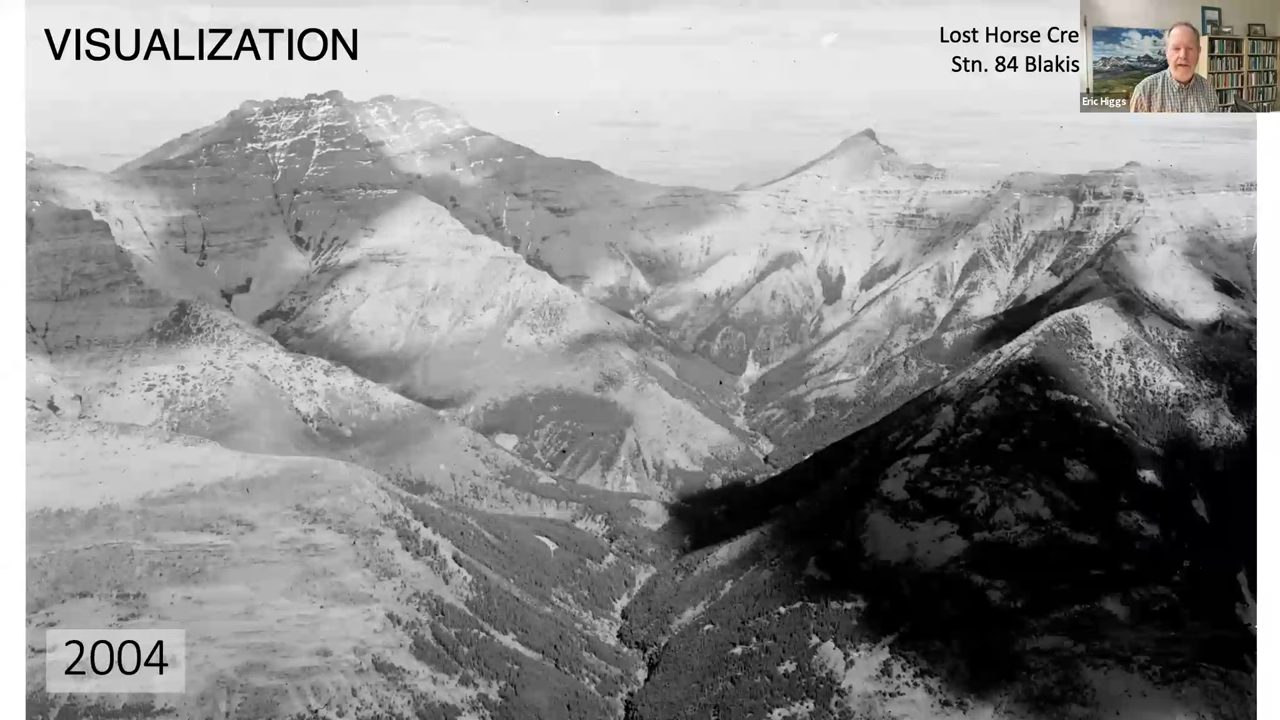 VISUALIZATION
Lost Horse Cre
Stn. 84 Blakis
Eric Higgs
2004